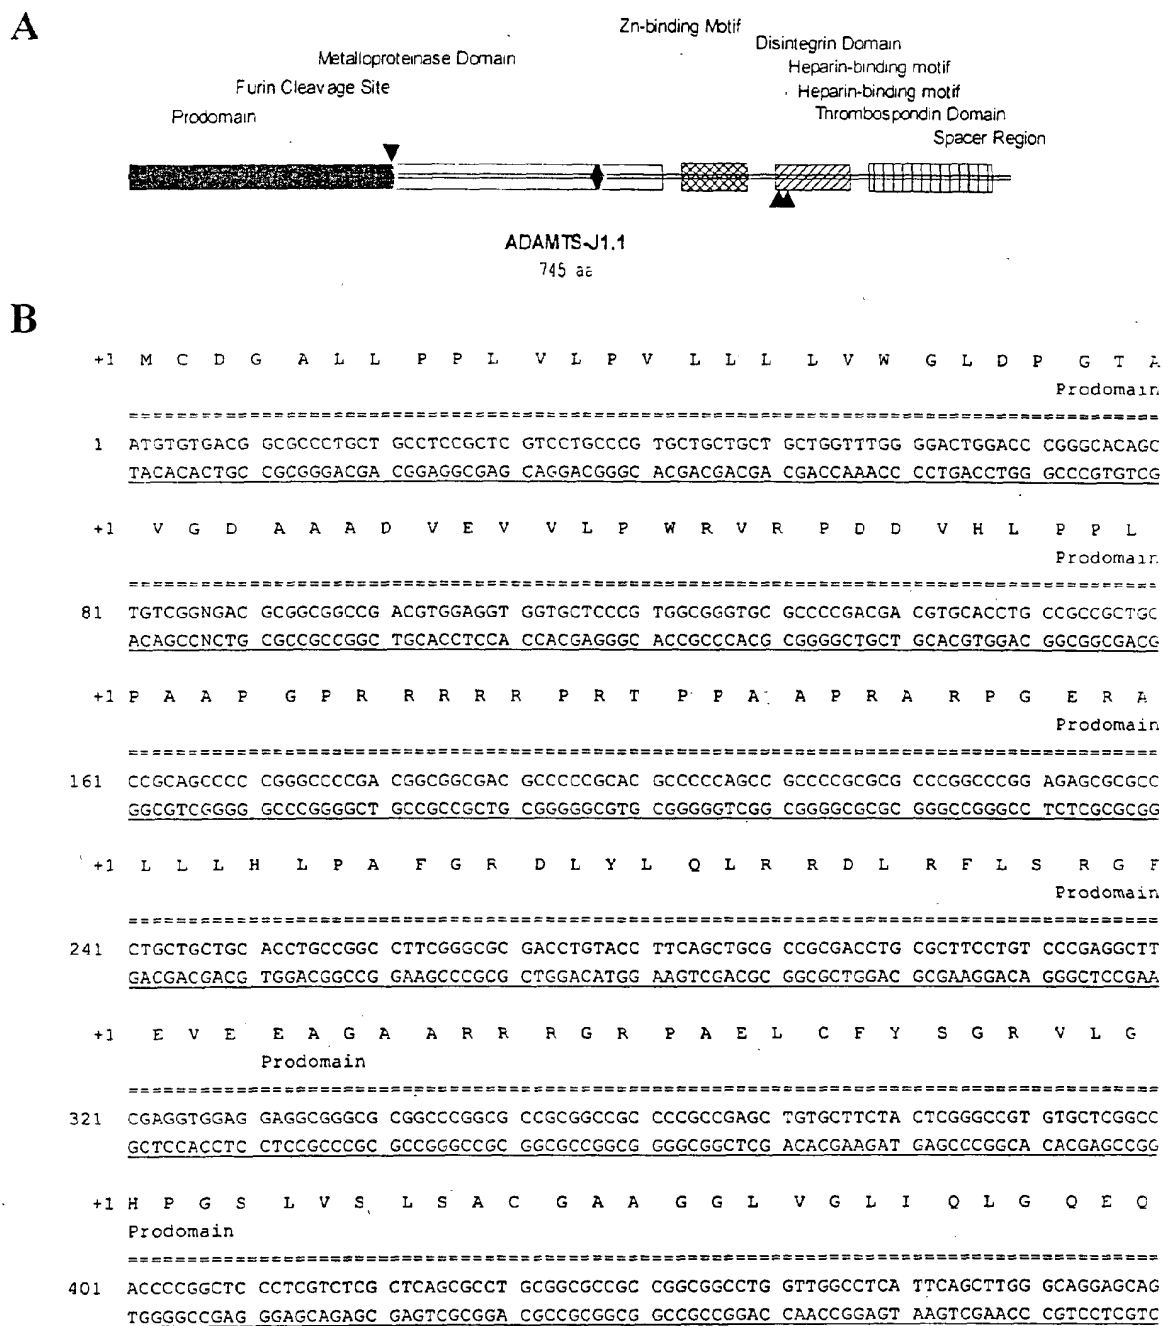 A
Zn-binding Motif
Disintegrin Domain
Metalloproteinase Domain
Heparin-binding motif
Furin Cleavage Site
Heparin-binding motif
Prodomain
Thrombospondin Domain
Spacer Region
ADAMTS-J1.1
745 aa
B
+1 M C D G A L L P P L V L P V L L L L V W G L D P G T A
Prodomain
================================================================
1 ATGTGTGACG GCGCCCTGCT GCCTCCGCTC GTCCTGCCCG TGCTGCTGCT GCTGGTTTGG GGACTGGACC CGGGCACAGC
TACACACTGC CGCGGGACGA CGGAGGCGAG CAGGACGGGC ACGACGACGA CGACCAAACC CCTGACCTGG GCCCGTGTCG
+1 V G D A A A D V E V V L P W R V R P D D V H L P P L
Prodomain
================================================================
81 TGTCGGNGAC GCGGCGGCCG ACGTGGAGGT GGTGCTCCCG TGGCGGGTGC GCCCCGACGA CGTGCACCTG CCGCCGCTGC
ACAGCCNCTG CGCCGCCGGC TGCACCTCCA CCACGAGGGC ACCGCCCACG CGGGGCTGCT GCACGTGGAC GGCGGCGACG
+1 P A A P G P R R R R R P R T P P A A P R A R P G E R A
Prodomain
================================================================
161 CCGCAGCCCC CGGGCCCCGA CGGCGGCGAC GCCCCCGCAC GCCCCCAGCC GCCCCGCGCG CCCGGCCCGG AGAGCGCGCC
GGCGTCGGGG GCCCGGGGCT GCCGCCGCTG CGGGGGCGTG CGGGGGTCGG CGGGGCGCGC GGGCCGGGCC TCTCGCGCGG
+1 L L L H L P A F G R D L Y L Q L R R D L R F L S R G F
Prodomain
================================================================
241 CTGCTGCTGC ACCTGCCGGC CTTCGGGCGC GACCTGTACC TTCAGCTGCG CCGCGACCTG CGCTTCCTGT CCCGAGGCTT
GACGACGACG TGGACGGCCG GAAGCCCGCG CTGGACATGG AAGTCGACGC GGCGCTGGAC GCGAAGGACA GGGCTCCGAA
+1 E V E E A G A A R R R G R P A E L C F Y S G R V L G
Prodomain
================================================================
321 CGAGGTGGAG GAGGCGGGCG CGGCCCGGCG CCGCGGCCGC CCCGCCGAGC TGTGCTTCTA CTCGGGCCGT GTGCTCGGCC
GCTCCACCTC CTCCGCCCGC GCCGGGCCGC GGCGCCGGCG GGGCGGCTCG ACACGAAGAT GAGCCCGGCA CACGAGCCGG
+1 H P G S L V S L S A C G A A G G L V G L I Q L G Q E Q
Prodomain
================================================================
401 ACCCCGGCTC CCTCGTCTCG CTCAGCGCCT GCGGCGCCGC CGGCGGCCTG GTTGGCCTCA TTCAGCTTGG GCAGGAGCAG
TGGGGCCGAG GGAGCAGAGC GAGTCGCGGA CGCCGCGGCG GCCGCCGGAC CAACCGGAGT AAGTCGAACC CGTCCTCGTC